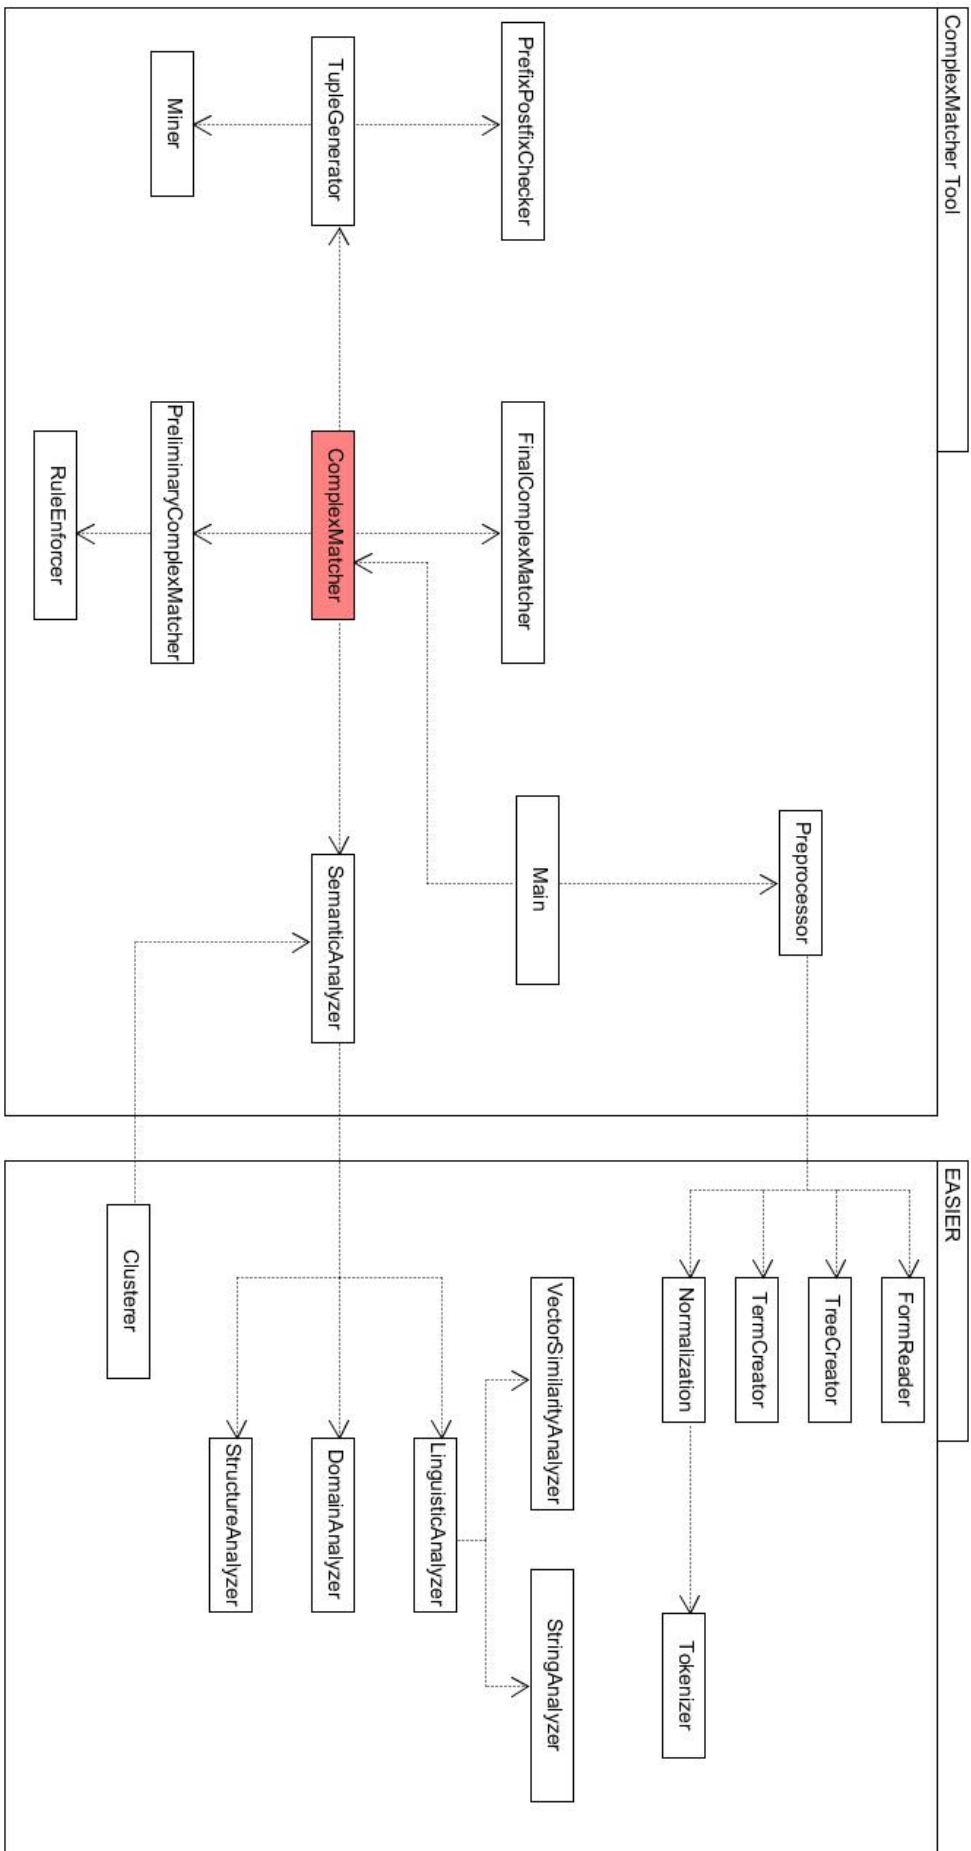 ComplexMatcher Tool
PrefixPostfixChecker
TupleGenerator
Miner
FinalComplexMatcher
ComplexMatcher
PreliminaryComplexMatcher
RuleEnforcer
Preprocessor
Main
SemanticAnalyzer
EASIER
FormReader
TreeCreator
TermCreator
Normalization
Tokenizer
VectorSimilarityAnalyzer
StringAnalyzer
LinguisticAnalyzer
DomainAnalyzer
StructureAnalyzer
Clusterer